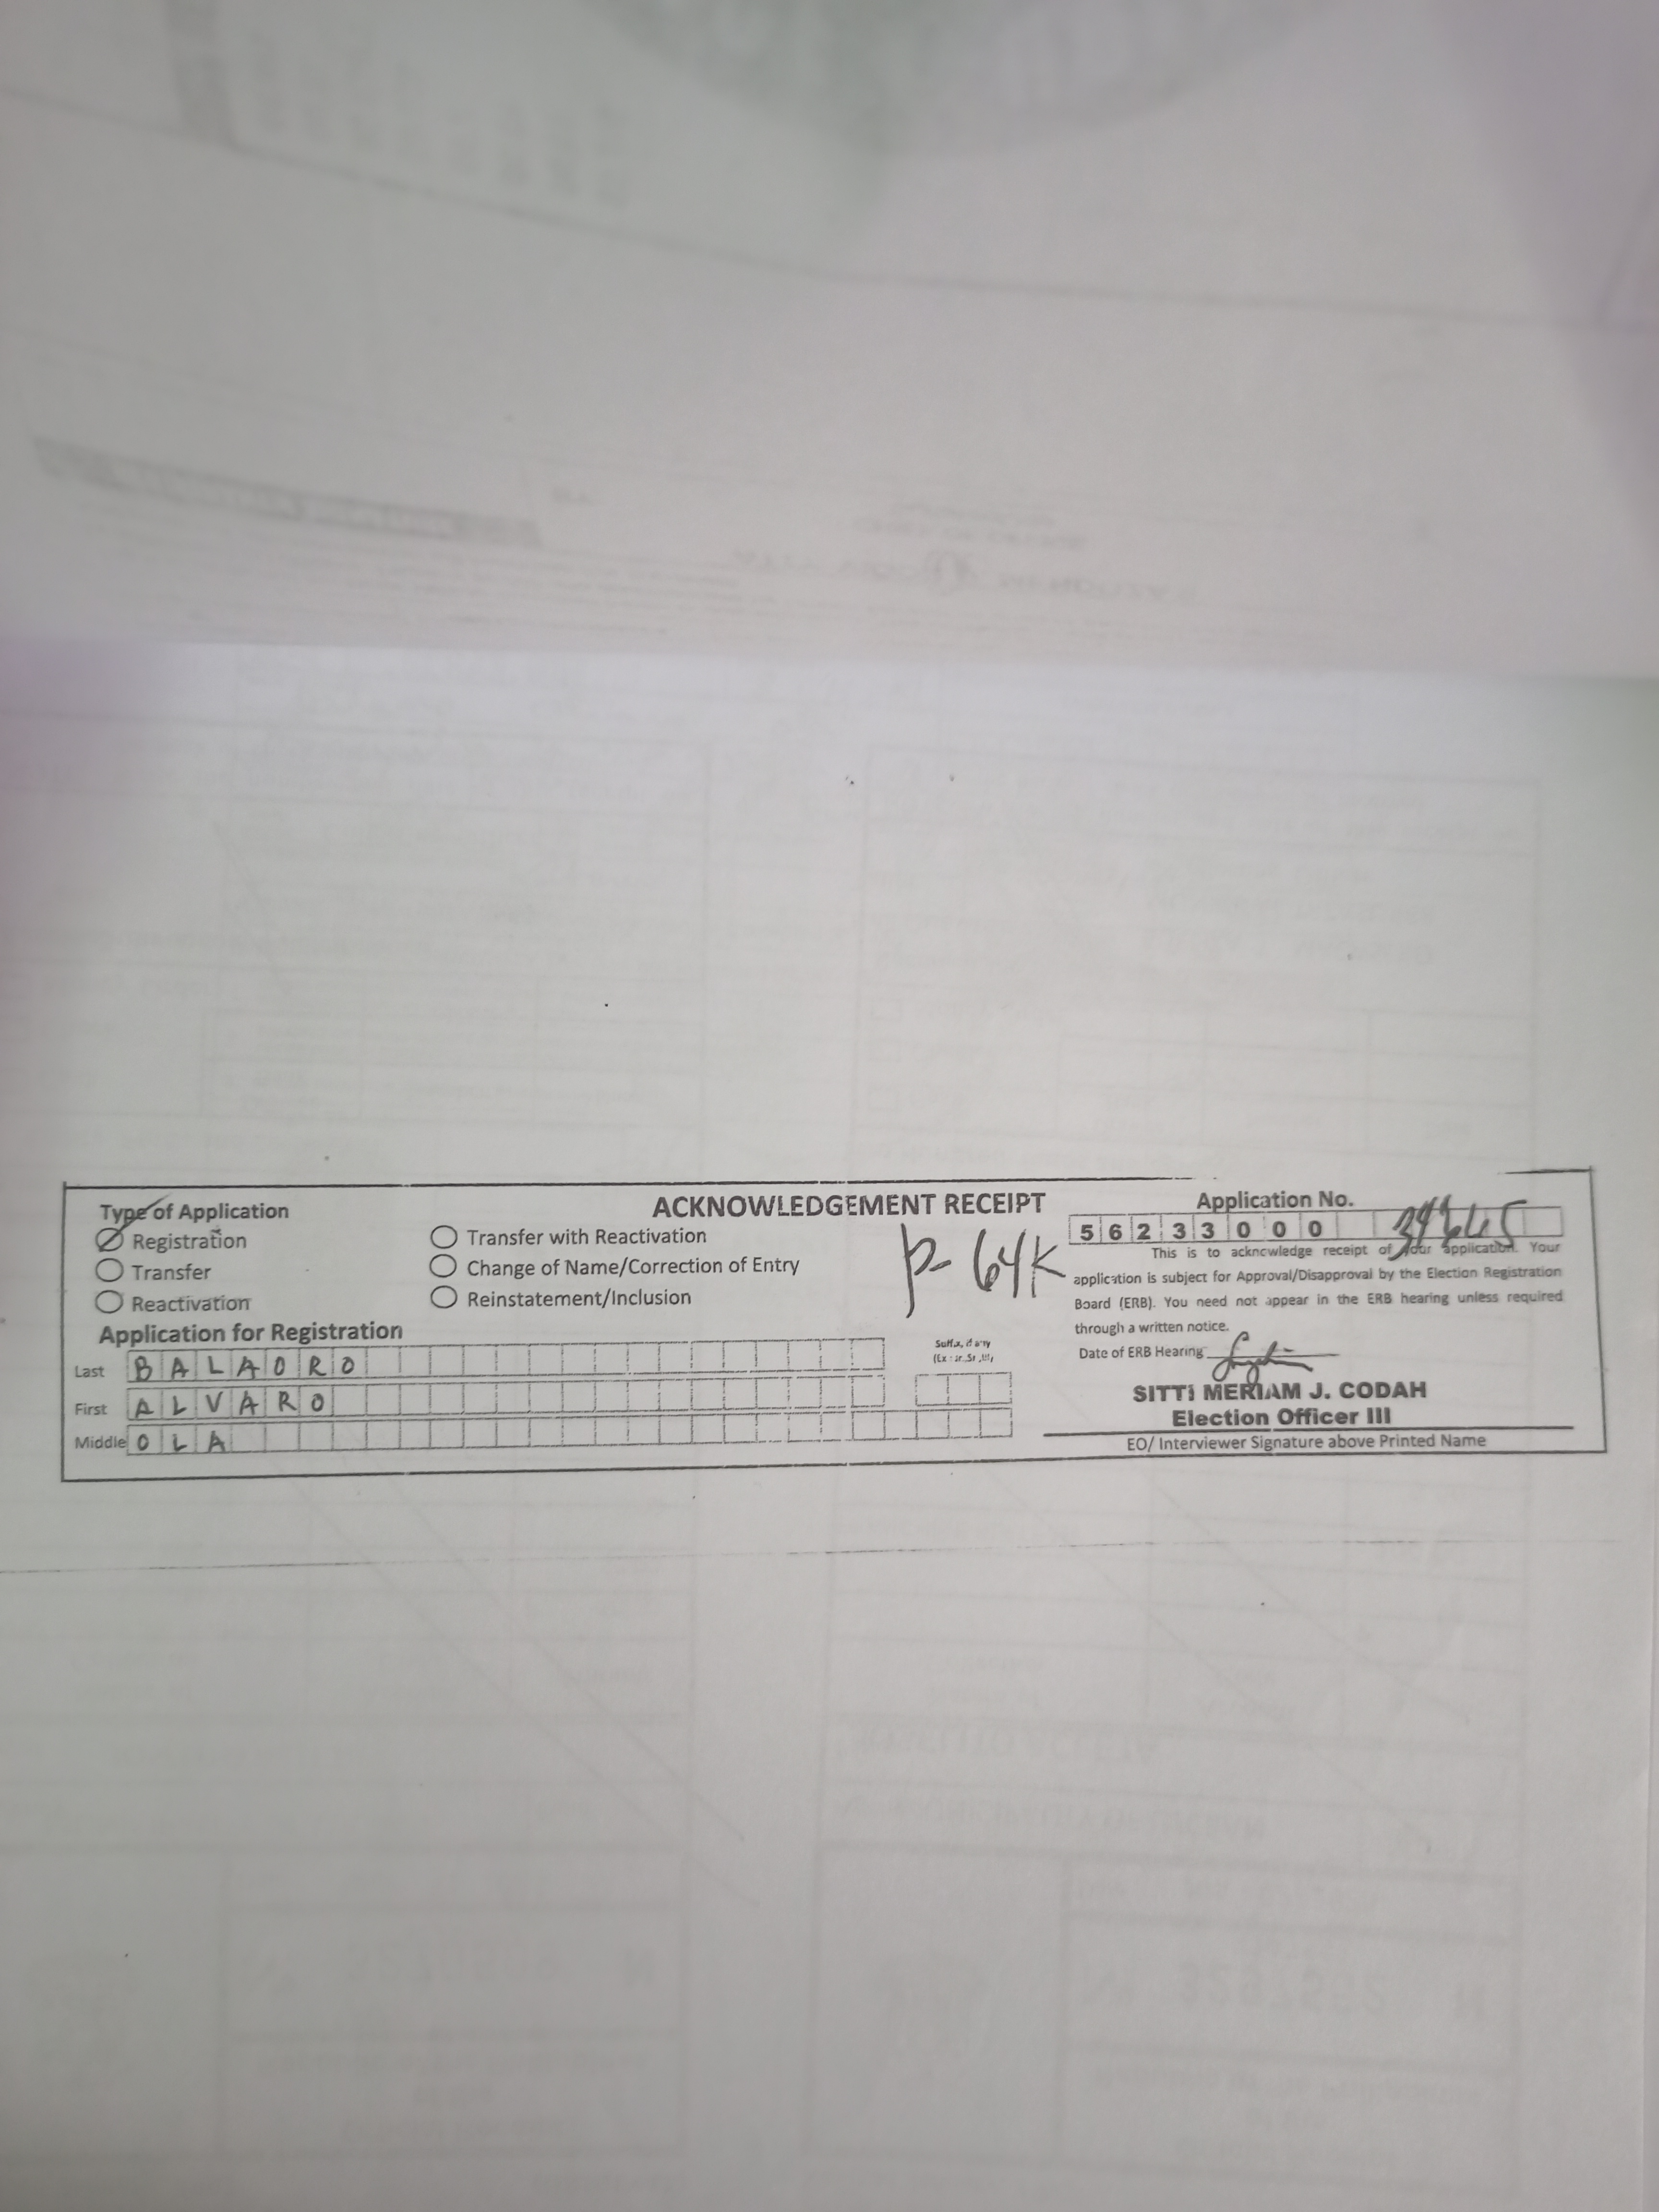 ACKNOWLEDGEMENT RECEIPT
Type of Application
Registration
Transfer
Reactivation
Transfer with Reactivation
Change of Name/Correction of Entry
Reinstatement/Inclusion
P- 64K
Application No.
5 6 2 3 3 0 0 0
This is to acknowledge receipt of your application. Your
application is subject for Approval/Disapproval by the Election Registration
Board (ERB). You need not appear in the ERB hearing unless required
through a written notice.
Date of ERB Hearing
SITTI MERIAM J. CODAH
Election Officer III
EO/ Interviewer Signature above Printed Name
Application for Registration
Last BALAORO
First ALVARO
Middle OLA
Suffix, if any
(Ex: Jr., Sr., III)